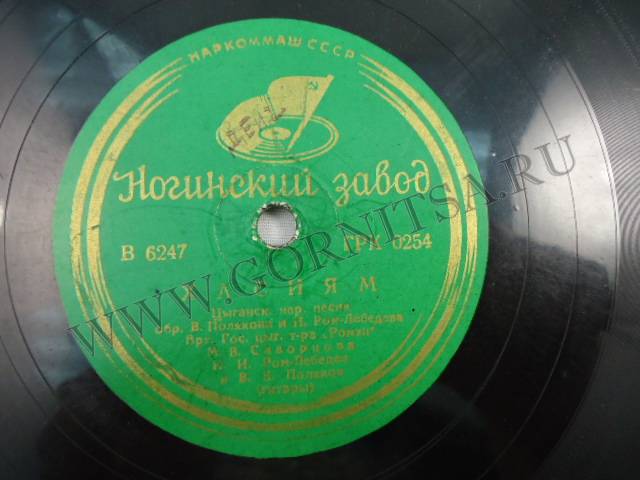 НАРКОММАШ СССР
Ногинский завод
В 6247 ГРК 0254
Цыганск. нар. песня
Обр. В. Полякова и И. Ром-Лебедова
Арт. Гос. цыг. т-ра „Ромэн"
М. В. Скворцова
И. И. Ром-Лебедев
и В. Е. Поляков
(гитары)
WWW.GORNITSA.RU